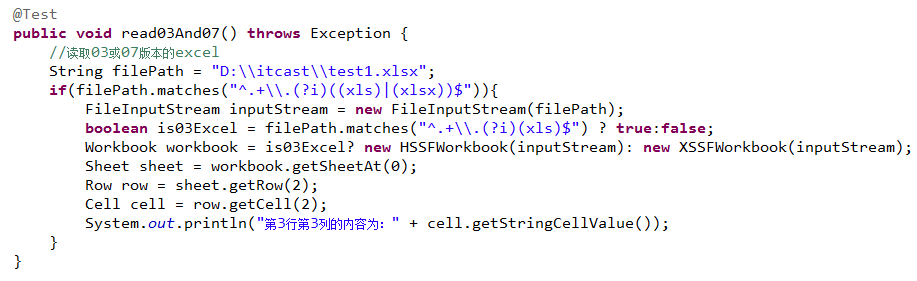 @Test
public void read03And07() throws Exception {
//读取03或07版本的excel
String filePath = "D:\\itcast\\test1.xlsx";
if(filePath.matches("^.+\\.(?i)((xls)|(xlsx))$")){
FileInputStream inputStream = new FileInputStream(filePath);
boolean is03Excel = filePath.matches("^.+\\.(?i)(xls)$") ? true:false;
Workbook workbook = is03Excel? new HSSFWorkbook(inputStream): new XSSFWorkbook(inputStream);
Sheet sheet = workbook.getSheetAt(0);
Row row = sheet.getRow(2);
Cell cell = row.getCell(2);
System.out.println("第3行第3列的内容为：" + cell.getStringCellValue());
}
}